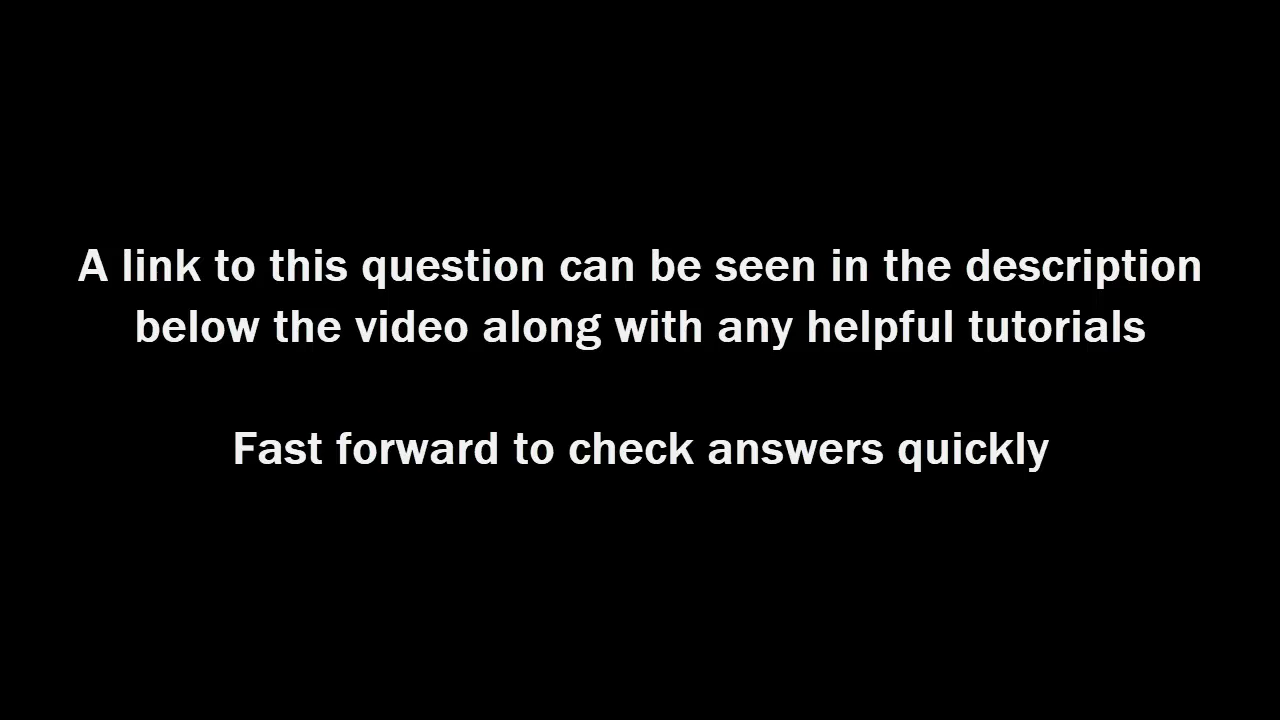 A link to this question can be seen in the description
below the video along with any helpful tutorials
Fast forward to check answers quickly